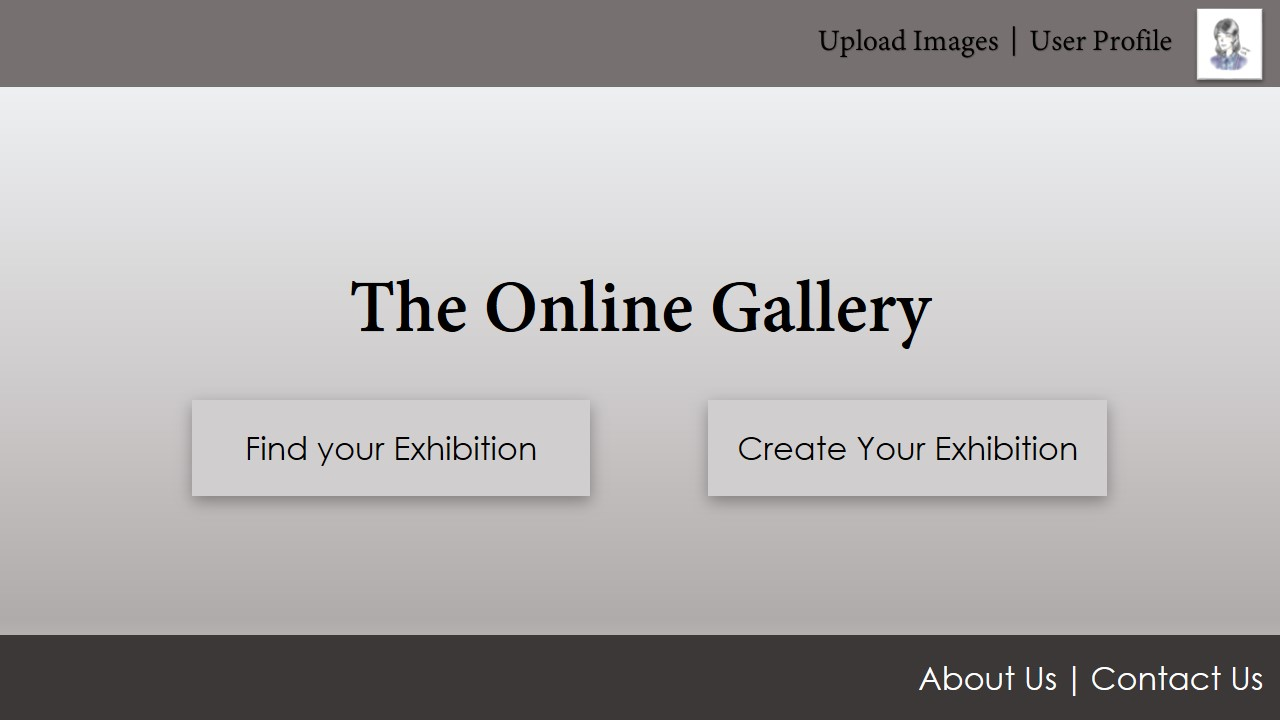 Upload Images | User Profile
The Online Gallery
Find your Exhibition
Create Your Exhibition
About Us | Contact Us